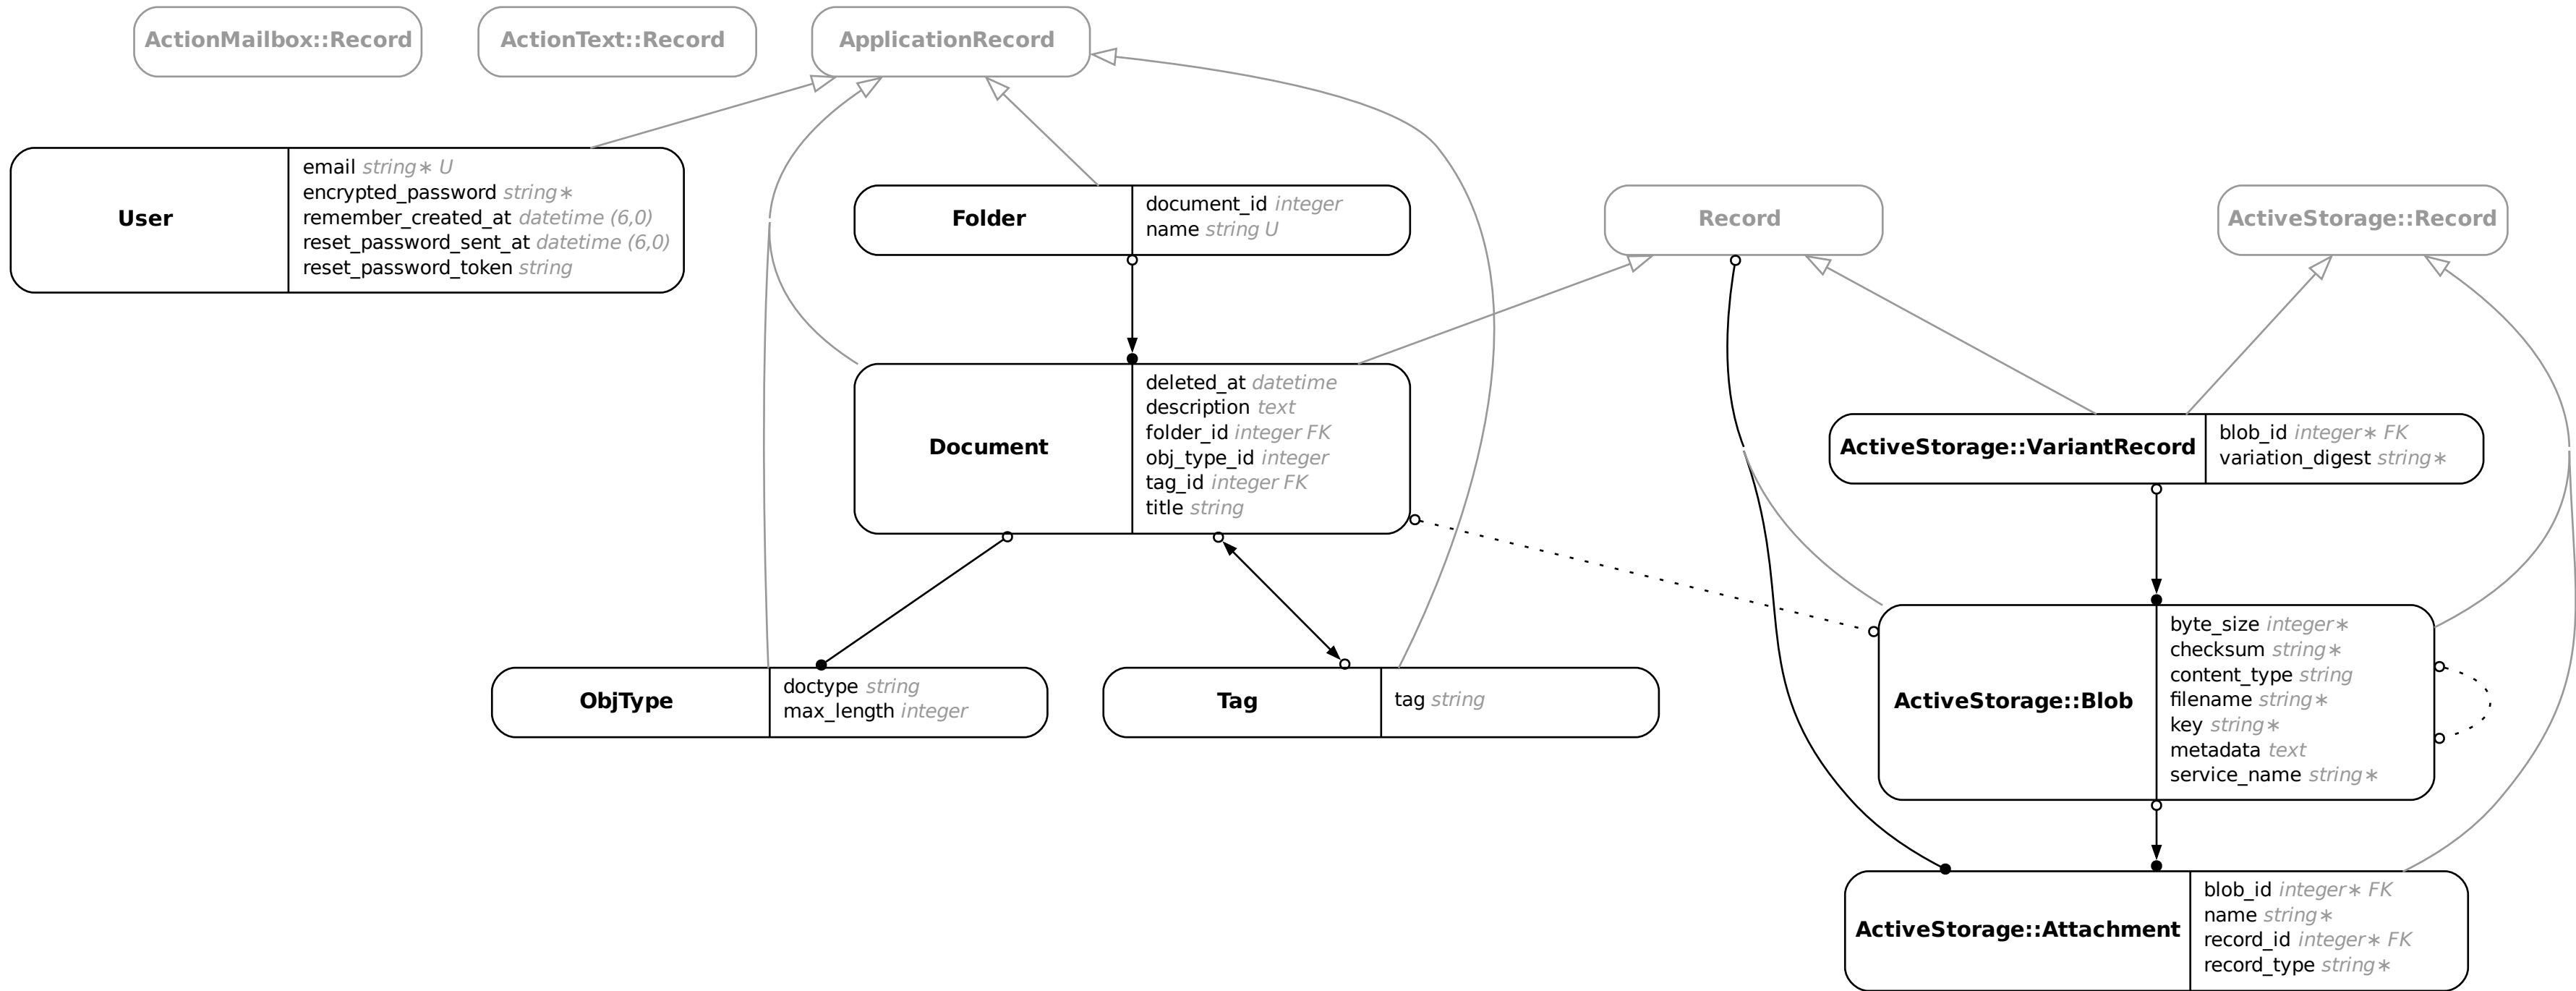 ActionMailbox::Record
ActionText::Record
ApplicationRecord
User
email string∗ U
encrypted_password string∗
remember_created_at datetime (6,0)
reset_password_sent_at datetime (6,0)
reset_password_token string
Folder
document_id integer
name string U
Record
ActiveStorage::Record
Document
deleted_at datetime
description text
folder_id integer FK
obj_type_id integer
tag_id integer FK
title string
ActiveStorage::VariantRecord
blob_id integer∗ FK
variation_digest string∗
ObjType
doctype string
max_length integer
Tag
tag string
ActiveStorage::Blob
byte_size integer∗
checksum string∗
content_type string
filename string∗
key string∗
metadata text
service_name string∗
ActiveStorage::Attachment
blob_id integer∗ FK
name string∗
record_id integer∗ FK
record_type string∗